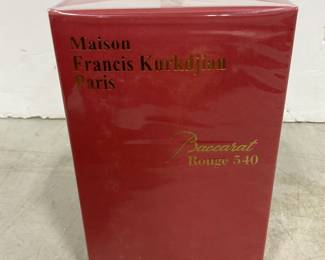 Maison
Francis Kurkdjian
Paris
Baccarat
Rouge 540